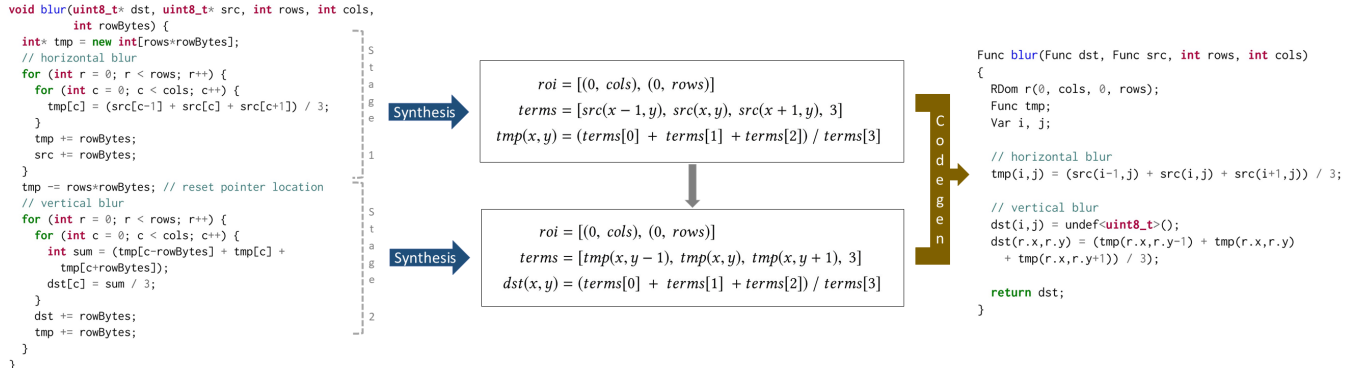 void blur(uint8_t* dst, uint8_t* src, int rows, int cols,
int rowBytes) {
int* tmp = new int[rows*rowBytes];
// horizontal blur
for (int r = 0; r < rows; r++) {
for (int c = 0; c < cols; c++) {
tmp[c] = (src[c-1] + src[c] + src[c+1]) / 3;
}
tmp += rowBytes;
src += rowBytes;
}
tmp -= rows*rowBytes; // reset pointer location
// vertical blur
for (int r = 0; r < rows; r++) {
for (int c = 0; c < cols; c++) {
int sum = (tmp[c-rowBytes] + tmp[c] +
tmp[c+rowBytes]);
dst[c] = sum / 3;
}
dst += rowBytes;
tmp += rowBytes;
}
}
Stage 1
Stage 2
Synthesis
Synthesis
roi = [(0, cols), (0, rows)]
terms = [src(x − 1, y), src(x, y), src(x + 1, y), 3]
tmp(x, y) = (terms[0] + terms[1] + terms[2]) / terms[3]
roi = [(0, cols), (0, rows)]
terms = [tmp(x, y − 1), tmp(x, y), tmp(x, y + 1), 3]
dst(x, y) = (terms[0] + terms[1] + terms[2]) / terms[3]
Codegen
Func blur(Func dst, Func src, int rows, int cols)
{
RDom r(0, cols, 0, rows);
Func tmp;
Var i, j;
// horizontal blur
tmp(i,j) = (src(i-1,j) + src(i,j) + src(i+1,j)) / 3;
// vertical blur
dst(i,j) = undef<uint8_t>();
dst(r.x,r.y) = (tmp(r.x,r.y-1) + tmp(r.x,r.y)
+ tmp(r.x,r.y+1)) / 3);
return dst;
}